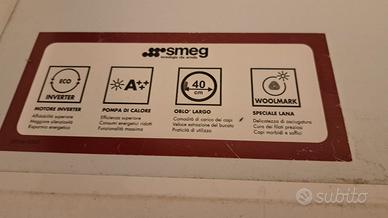 smeg
tecnologia che arreda
ECO
INVERTER
A++
40
cm
WOOLMARK
MOTORE INVERTER
Affidabilità superiore
Maggiore silenziosità
Risparmio energetico
POMPA DI CALORE
Efficienza superiore
Consumi energetici ridotti
Funzionalità massima
OBLO' LARGO
Comodità di carico dei capi
Veloce estrazione del bucato
Praticità di utilizzo
SPECIALE LANA
Delicatezza di asciugatura
Cura dei filati preziosi
Capi morbidi e soffici
subito